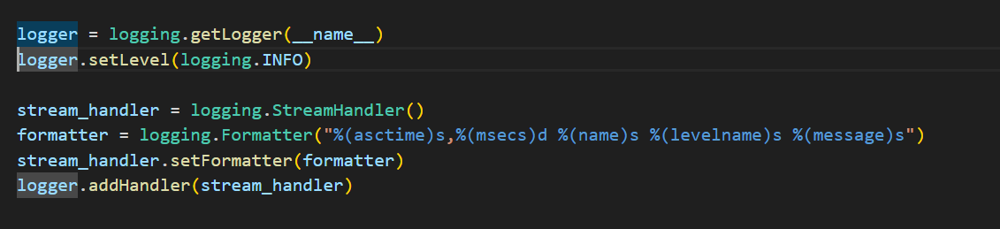 logger = logging.getLogger(__name__)
logger.setLevel(logging.INFO)
stream_handler = logging.StreamHandler()
formatter = logging.Formatter("%(asctime)s,%(msecs)d %(name)s %(levelname)s %(message)s")
stream_handler.setFormatter(formatter)
logger.addHandler(stream_handler)